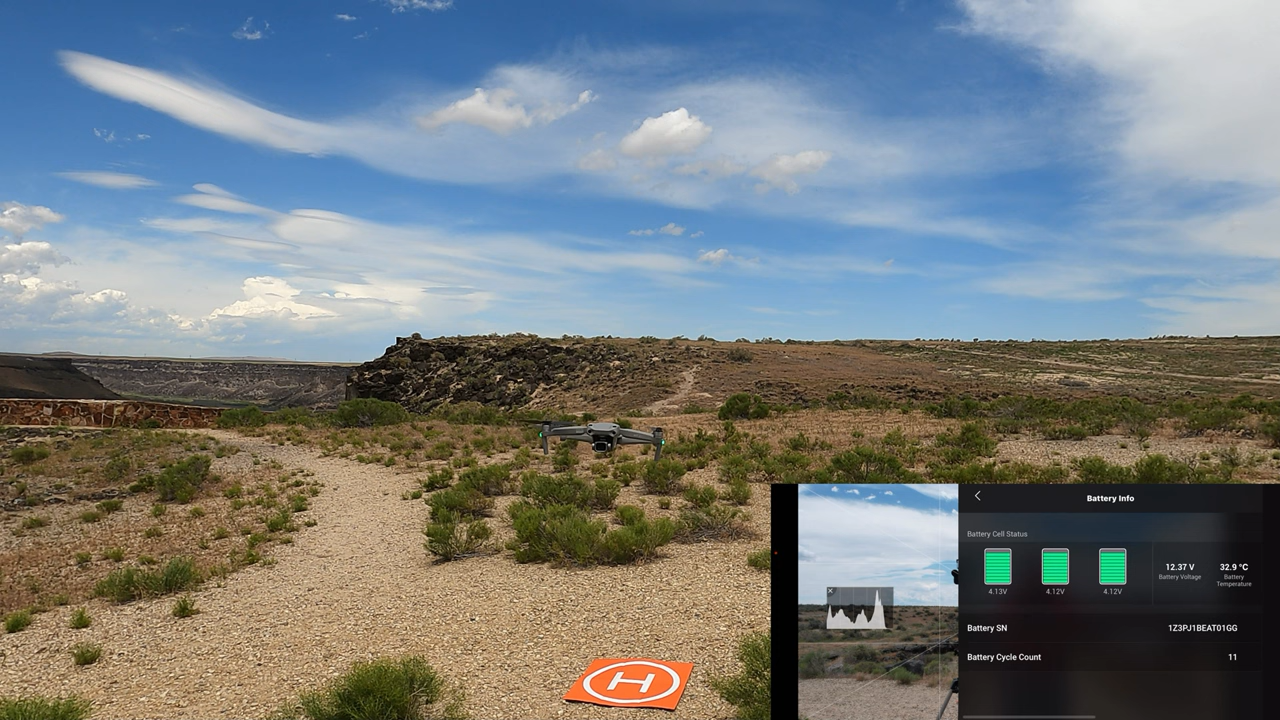 H
Battery Info
Battery Cell Status
4.13V 4.12V 4.12V
12.37 V 32.9 °C
Battery Voltage Battery Temperature
Battery SN 1Z3PJ1BEAT01GG
Battery Cycle Count 11